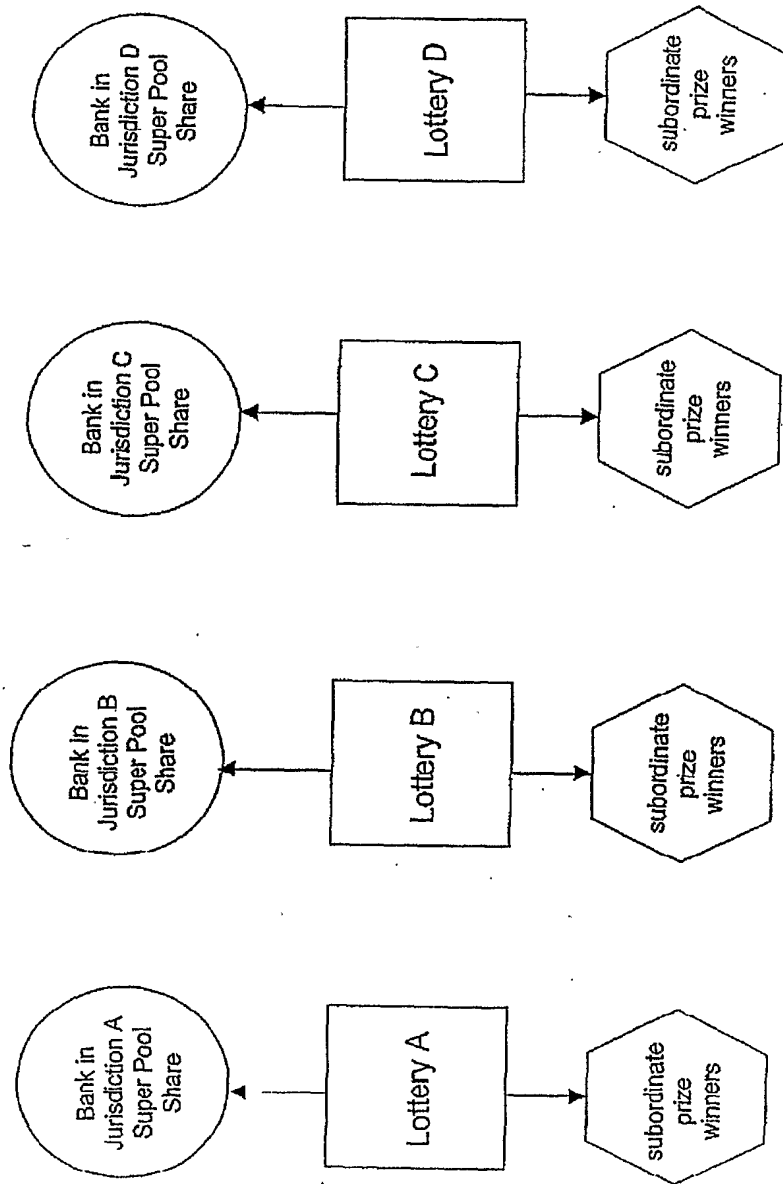 Bank in
Jurisdiction A
Super Pool
Share
Lottery A
subordinate
prize
winners
Bank in
Jurisdiction B
Super Pool
Share
Lottery B
subordinate
prize
winners
Bank in
Jurisdiction C
Super Pool
Share
Lottery C
subordinate
prize
winners
Bank in
Jurisdiction D
Super Pool
Share
Lottery D
subordinate
prize
winners